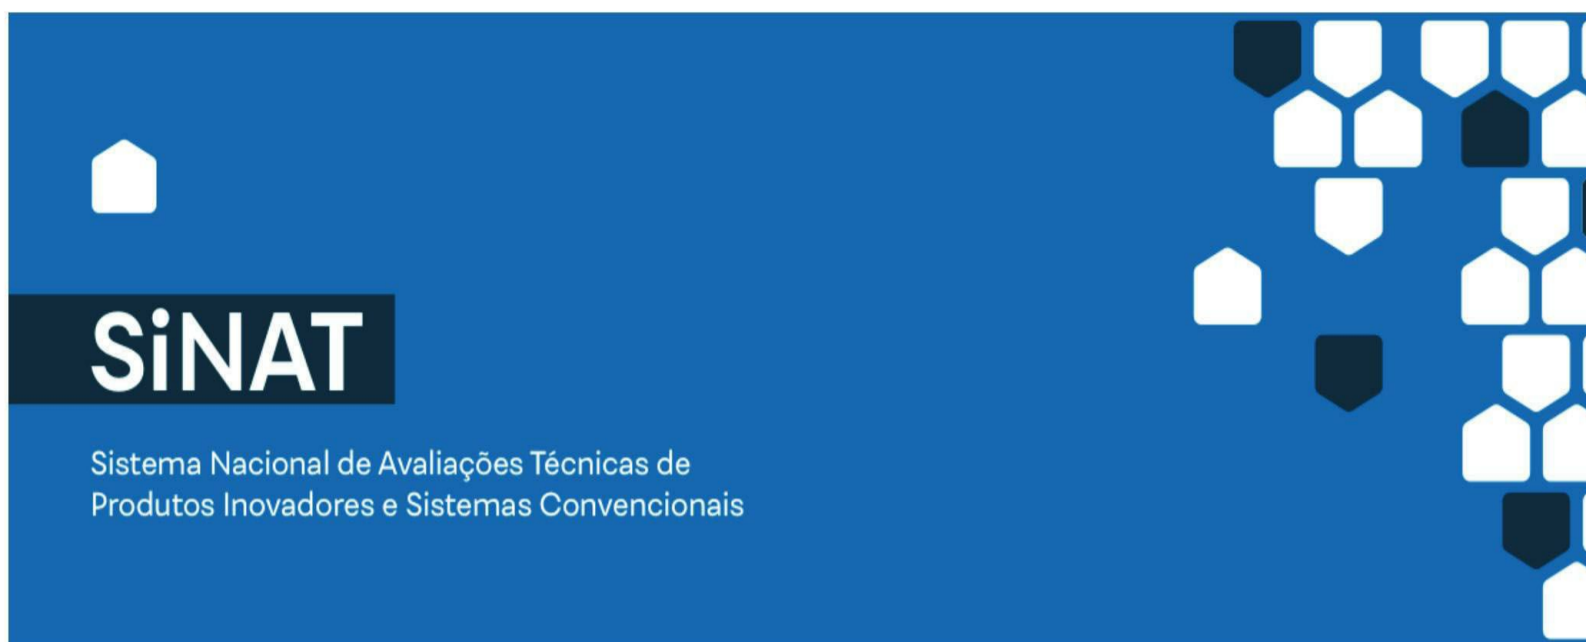 SiNAT
Sistema Nacional de Avaliações Técnicas de
Produtos Inovadores e Sistemas Convencionais